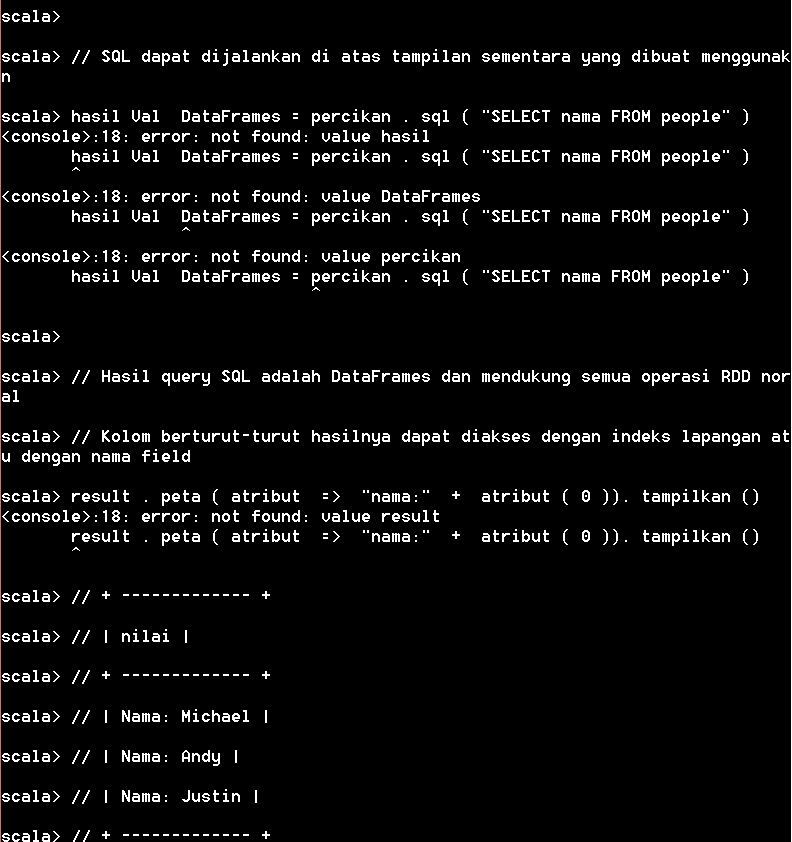 scala>
scala> // SQL dapat dijalankan di atas tampilan sementara yang dibuat menggunak
n
scala> hasil Val  DataFrames = percikan . sql ( "SELECT nama FROM people" )
<console>:18: error: not found: value hasil
       hasil Val  DataFrames = percikan . sql ( "SELECT nama FROM people" )
       ^
<console>:18: error: not found: value DataFrames
       hasil Val  DataFrames = percikan . sql ( "SELECT nama FROM people" )
                  ^
<console>:18: error: not found: value percikan
       hasil Val  DataFrames = percikan . sql ( "SELECT nama FROM people" )
                               ^
scala>
scala> // Hasil query SQL adalah DataFrames dan mendukung semua operasi RDD nor
al
scala> // Kolom berturut-turut hasilnya dapat diakses dengan indeks lapangan at
u dengan nama field
scala> result . peta ( atribut  =>  "nama:"  +  atribut ( 0 )). tampilkan ()
<console>:18: error: not found: value result
       result . peta ( atribut  =>  "nama:"  +  atribut ( 0 )). tampilkan ()
       ^
scala> // + ------------- +
scala> // | nilai |
scala> // + ------------- +
scala> // | Nama: Michael |
scala> // | Nama: Andy |
scala> // | Nama: Justin |
scala> // + ------------- +